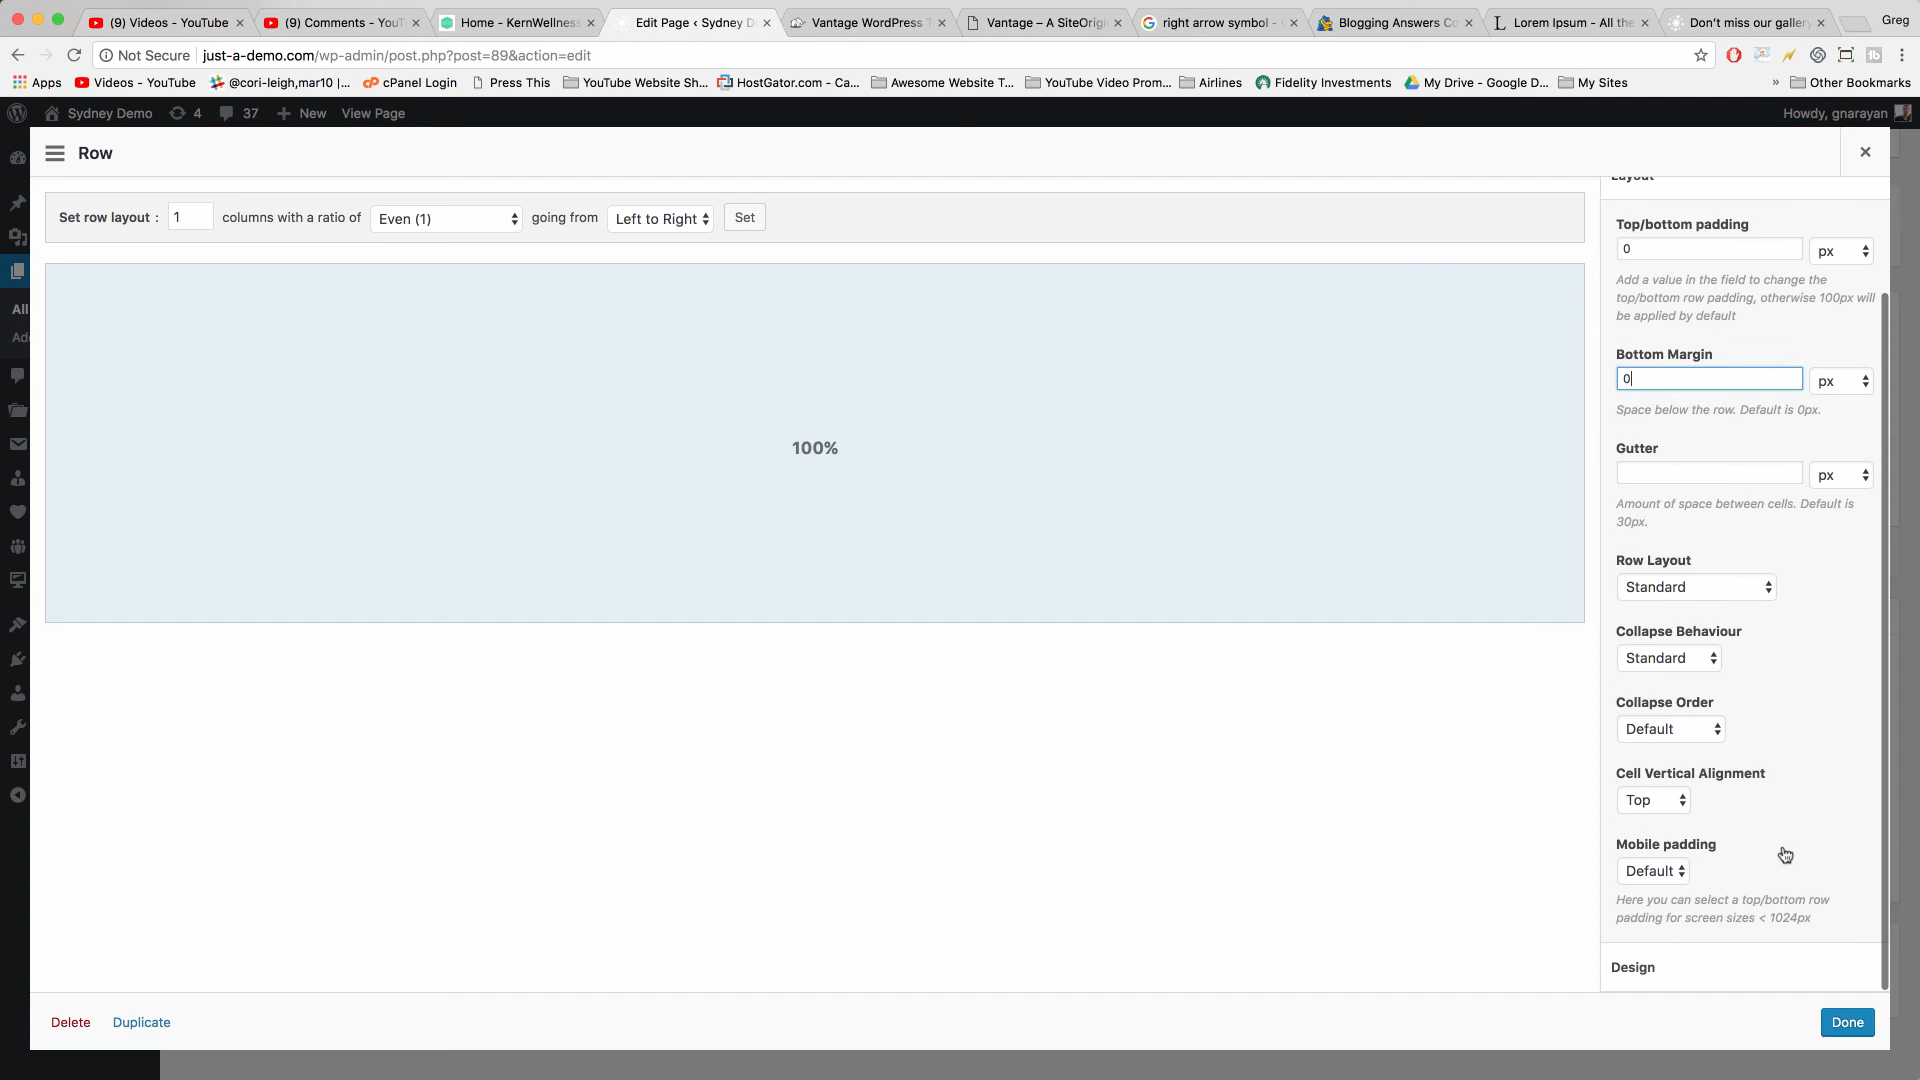 (9) Videos - YouTube
(9) Comments - YouT
Home - KernWellness
Edit Page ‹ Sydney D
Vantage WordPress T
Vantage – A SiteOrigi
right arrow symbol -
Blogging Answers Co
Lorem Ipsum - All the
Don't miss our galler
Greg
Not Secure just-a-demo.com/wp-admin/post.php?post=89&action=edit
Apps
Videos - YouTube
@cori-leigh,mar10 |...
cPanel Login
Press This
YouTube Website Sh...
HostGator.com - Ca...
Awesome Website T...
YouTube Video Prom...
Airlines
Fidelity Investments
My Drive - Google D...
My Sites
»
Other Bookmarks
Sydney Demo
4
37
New
View Page
Howdy, gnarayan
Row
All
Ad
Set row layout : 1 columns with a ratio of Even (1) going from Left to Right Set
100%
Layout
Top/bottom padding
0 px
Add a value in the field to change the
top/bottom row padding, otherwise 100px will
be applied by default
Bottom Margin
0 px
Space below the row. Default is 0px.
Gutter
px
Amount of space between cells. Default is
30px.
Row Layout
Standard
Collapse Behaviour
Standard
Collapse Order
Default
Cell Vertical Alignment
Top
Mobile padding
Default
Here you can select a top/bottom row
padding for screen sizes < 1024px
Design
Delete
Duplicate
Done